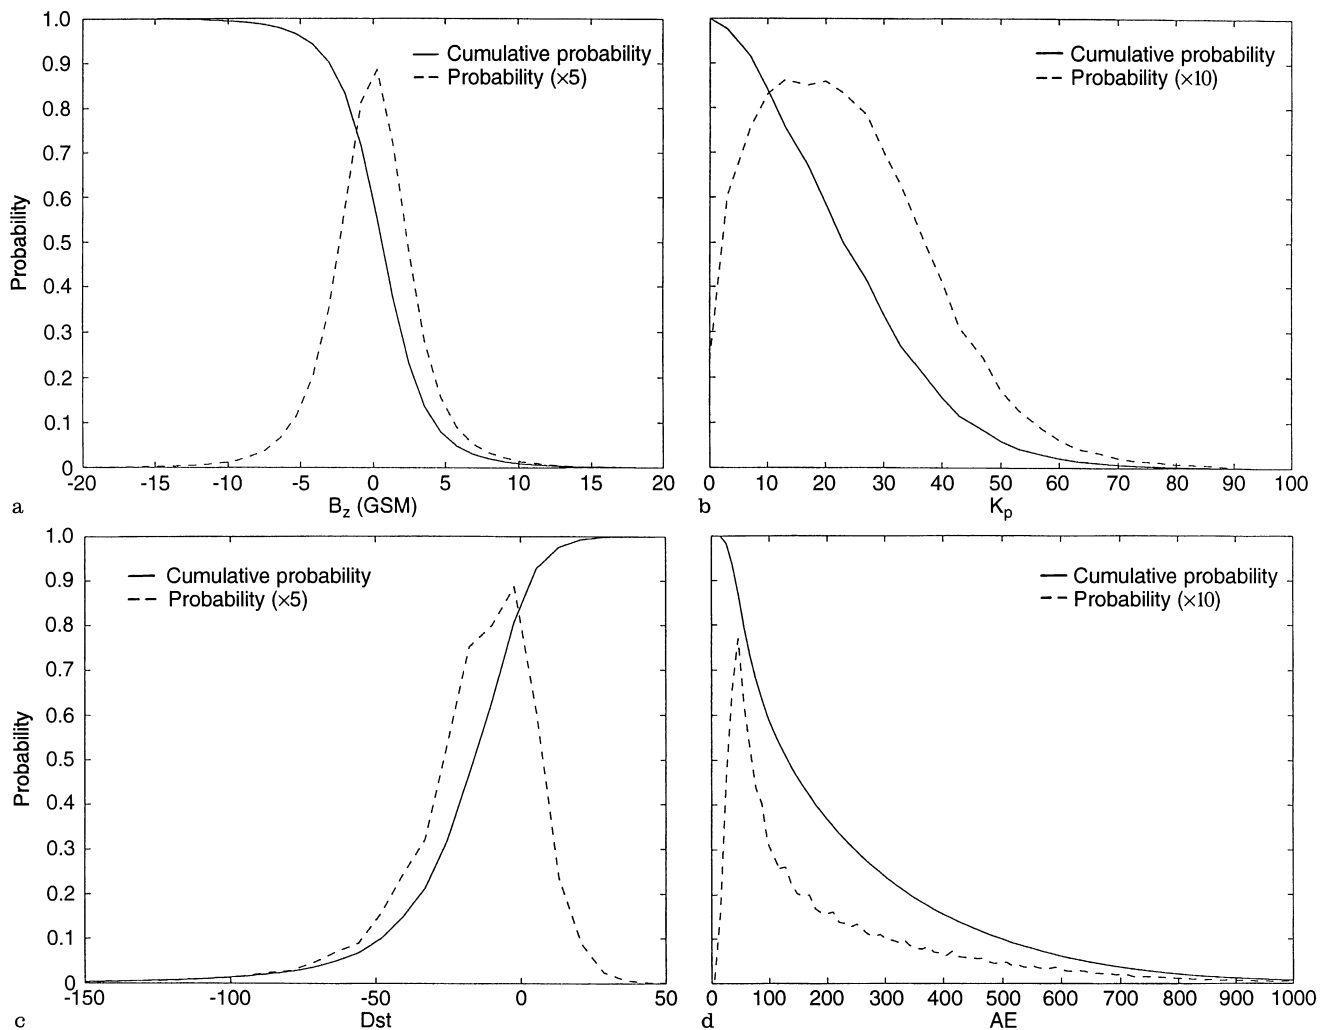 1.0
0.9
0.8
0.7
0.6
0.5
0.4
0.3
0.2
0.1
0
Probability
Cumulative probability
Probability (×5)
-20 -15 -10 -5 0 5 10 15 20
B_z (GSM)
a
Cumulative probability
Probability (×10)
0 10 20 30 40 50 60 70 80 90 100
K_p
b
1.0
0.9
0.8
0.7
0.6
0.5
0.4
0.3
0.2
0.1
0
Probability
Cumulative probability
Probability (×5)
-150 -100 -50 0 50
Dst
c
Cumulative probability
Probability (×10)
0 100 200 300 400 500 600 700 800 900 1000
AE
d